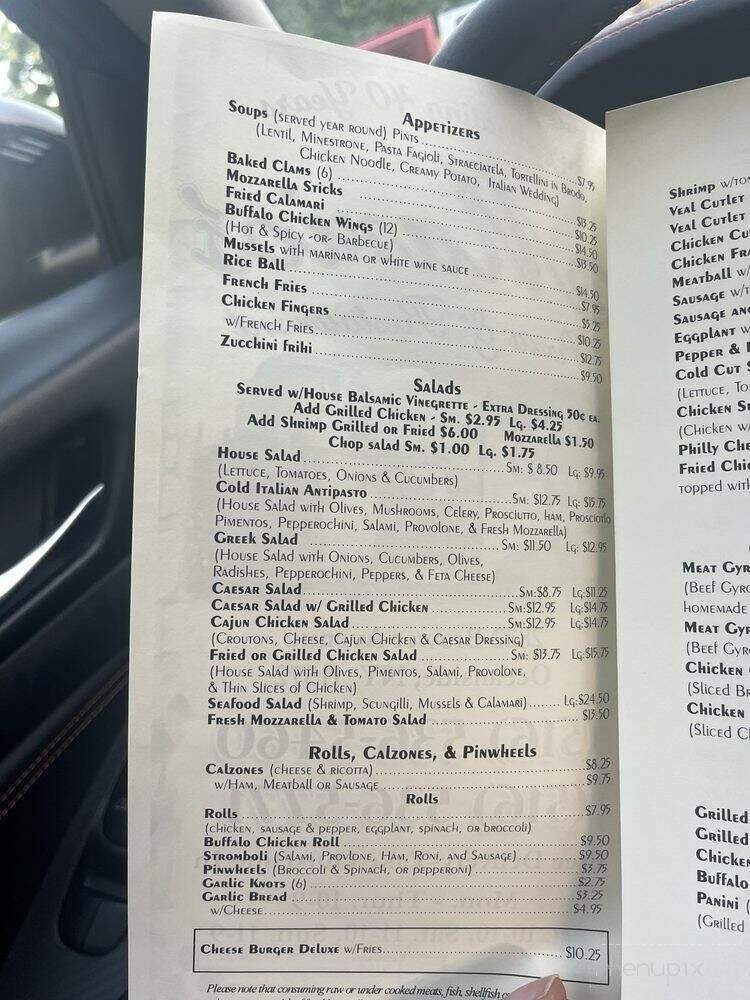 Appetizers
Soups (served year round) Pints $7.95
(Lentil, Minestrone, Pasta Fagioli, Straeciatela, Tortellini in Brodo,
Chicken Noodle, Creamy Potato, Italian Wedding)
Baked Clams (6) $13.25
Mozzarella Sticks $10.25
Fried Calamari $14.50
Buffalo Chicken Wings (12) $13.50
(Hot & Spicy -or- Barbecue)
Mussels with marinara or white wine sauce $14.50
Rice Ball $7.95
French Fries $5.25
Chicken Fingers $10.25
w/French Fries $12.75
Zucchini frihi $9.50
Salads
Served w/House Balsamic Vinegrette - Extra Dressing 50¢ ea.
Add Grilled Chicken - Sm. $2.95 Lg. $4.25
Add Shrimp Grilled or Fried $6.00 Mozzarella $1.50
Chop salad Sm. $1.00 Lg. $1.75
House Salad Sm: $ 8.50 Lg: $9.95
(Lettuce, Tomatoes, Onions & Cucumbers)
Cold Italian Antipasto Sm: $12.75 Lg: $15.75
(House Salad with Olives, Mushrooms, Celery, Prosciutto, Ham, Prosciutto
Pimentos, Pepperochini, Salami, Provolone, & Fresh Mozzarella)
Greek Salad Sm: $11.50 Lg: $12.95
(House Salad with Onions, Cucumbers, Olives,
Radishes, Pepperochini, Peppers, & Feta Cheese)
Caesar Salad Sm:$8.75 Lg:$11.25
Caesar Salad w/ Grilled Chicken Sm:$12.95 Lg:$14.75
Cajun Chicken Salad Sm:$12.95 Lg:$14.75
(Croutons, Cheese, Cajun Chicken & Caesar Dressing)
Fried or Grilled Chicken Salad Sm: $13.75 Lg:$15.75
(House Salad with Olives, Pimentos, Salami, Provolone,
& Thin Slices of Chicken)
Seafood Salad (Shrimp, Scungilli, Mussels & Calamari) Lg:$24.50
Fresh Mozzarella & Tomato Salad $13.50
Rolls, Calzones, & Pinwheels
Calzones (cheese & ricotta) $8.25
w/Ham, Meatball or Sausage $9.75
Rolls
Rolls $7.95
(chicken, sausage & pepper, eggplant, spinach, or broccoli)
Buffalo Chicken Roll $9.50
Stromboli (Salami, Provlone, Ham, Roni, and Sausage) $9.50
Pinwheels (Broccoli & Spinach, or pepperoni) $3.75
Garlic Knots (6) $2.75
Garlic Bread $3.25
w/Cheese $4.95
Cheese Burger Deluxe w/Fries $10.25
Please note that consuming raw or under cooked meats, fish, shellfish
Shrimp
Veal Cutlet
Veal Cutlet
Chicken
Chicken
Meatball
Sausage
Sausage
Eggplant
Pepper &
Cold Cut
(Lettuce,
Chicken
(Chicken
Philly
Fried
topped
Meat
(Beef
homemade
Meat
(Beef
Chicken
(Sliced
Chicken
(Sliced
Grilled
Grilled
Chicken
Buffalo
Panini (
(Grilled
menupix